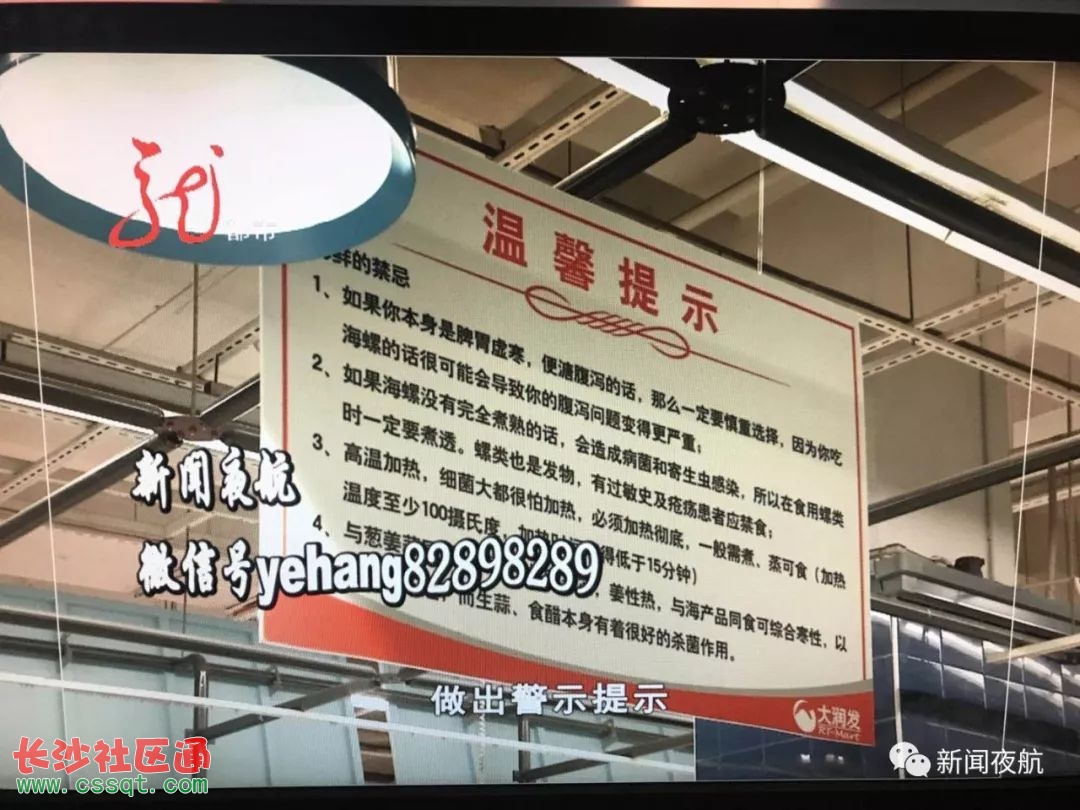 龙
都市
温馨提示
鲜的禁忌
1、如果你本身是脾胃虚寒，便溏腹泻的话，那么一定要慎重选择，因为你吃
海螺的话很可能会导致你的腹泻问题变得更严重；
2、如果海螺没有完全煮熟的话，会造成病菌和寄生虫感染，所以在食用螺类
时一定要煮透。螺类也是发物，有过敏史及疮疡患者应禁食；
3、高温加热，细菌大都很怕加热，必须加热彻底，一般需煮、蒸可食（加热
温度至少100摄氏度，加热时 得低于15分钟）
4、与葱姜 ，姜性热，与海产品同食可综合寒性，以
而生蒜、食醋本身有着很好的杀菌作用。
新闻夜航
微信号yehang82898289
做出警示提示
大润发
RT-Mart
长沙社区通
www.cssqt.com
新闻夜航